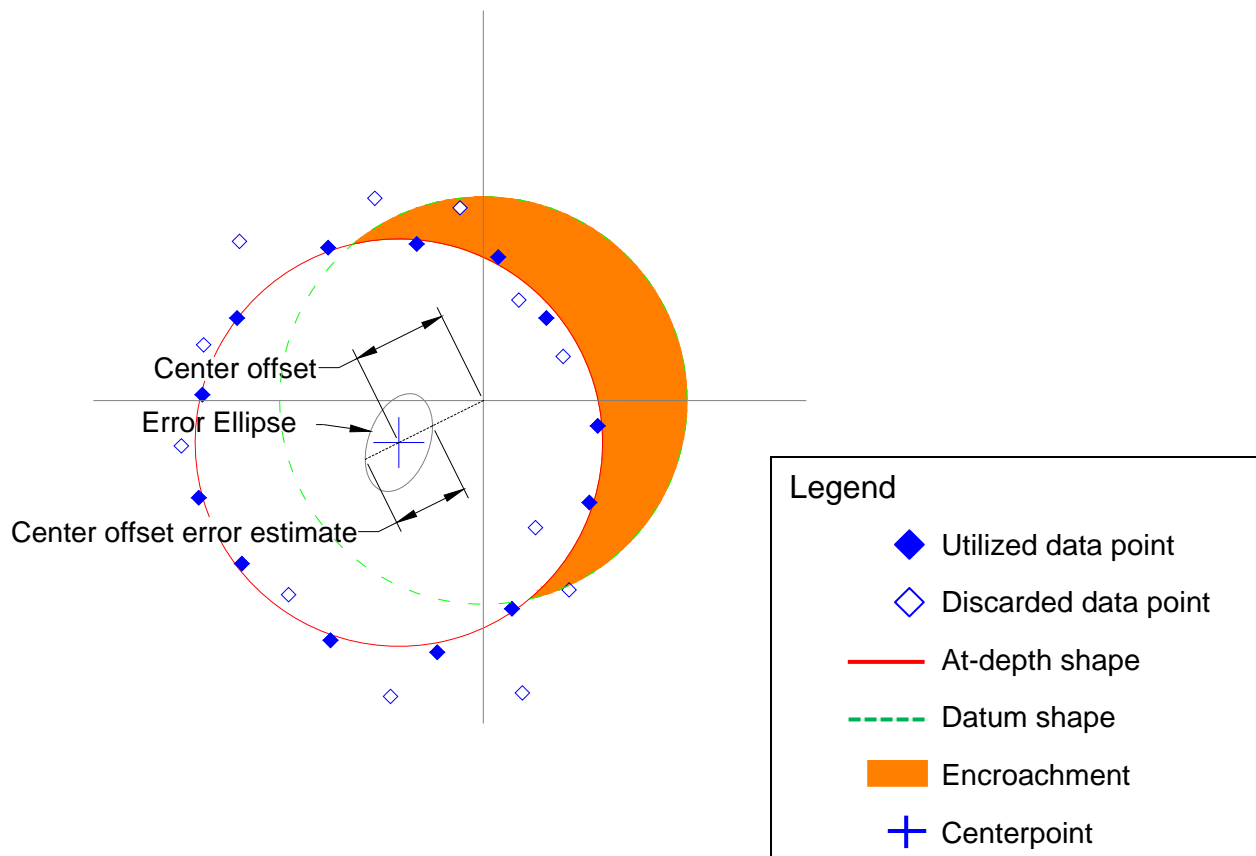 Center offset
Error Ellipse
Center offset error estimate
Legend
Utilized data point
Discarded data point
At-depth shape
Datum shape
Encroachment
Centerpoint